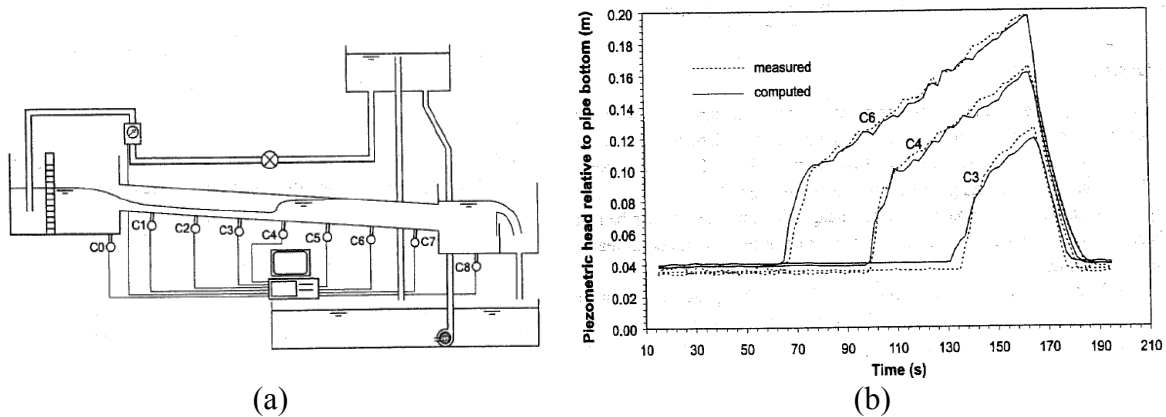 C0
C1
C2
C3
C4
C5
C6
C7
C8
(a)
Piezometric head relative to pipe bottom (m)
0.20
0.18
0.16
0.14
0.12
0.10
0.08
0.06
0.04
0.02
0.00
measured
computed
C6
C4
C3
10 30 50 70 90 110 130 150 170 190 210
Time (s)
(b)